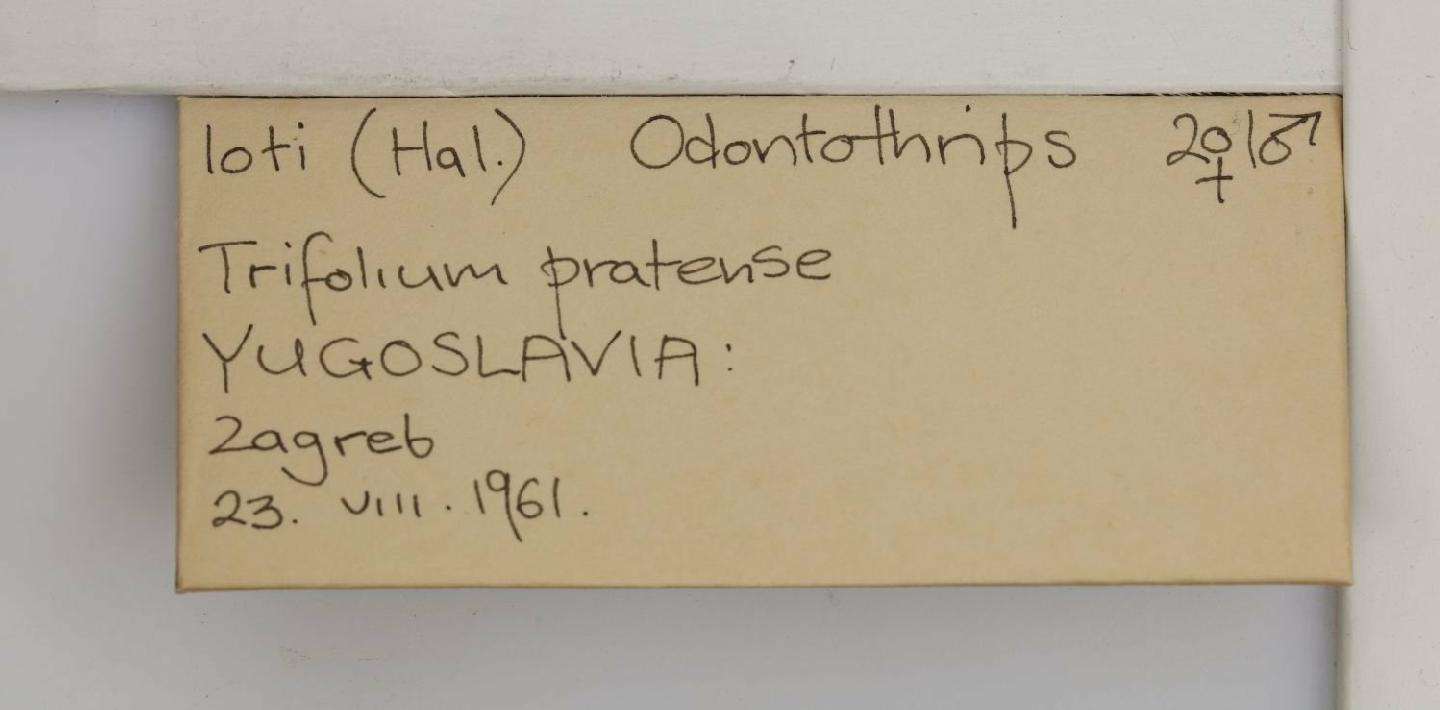 loti (Hal.) Odontothrips 2♀ 1♂
Trifolium pratense
YUGOSLAVIA:
Zagreb
23. VIII. 1961.